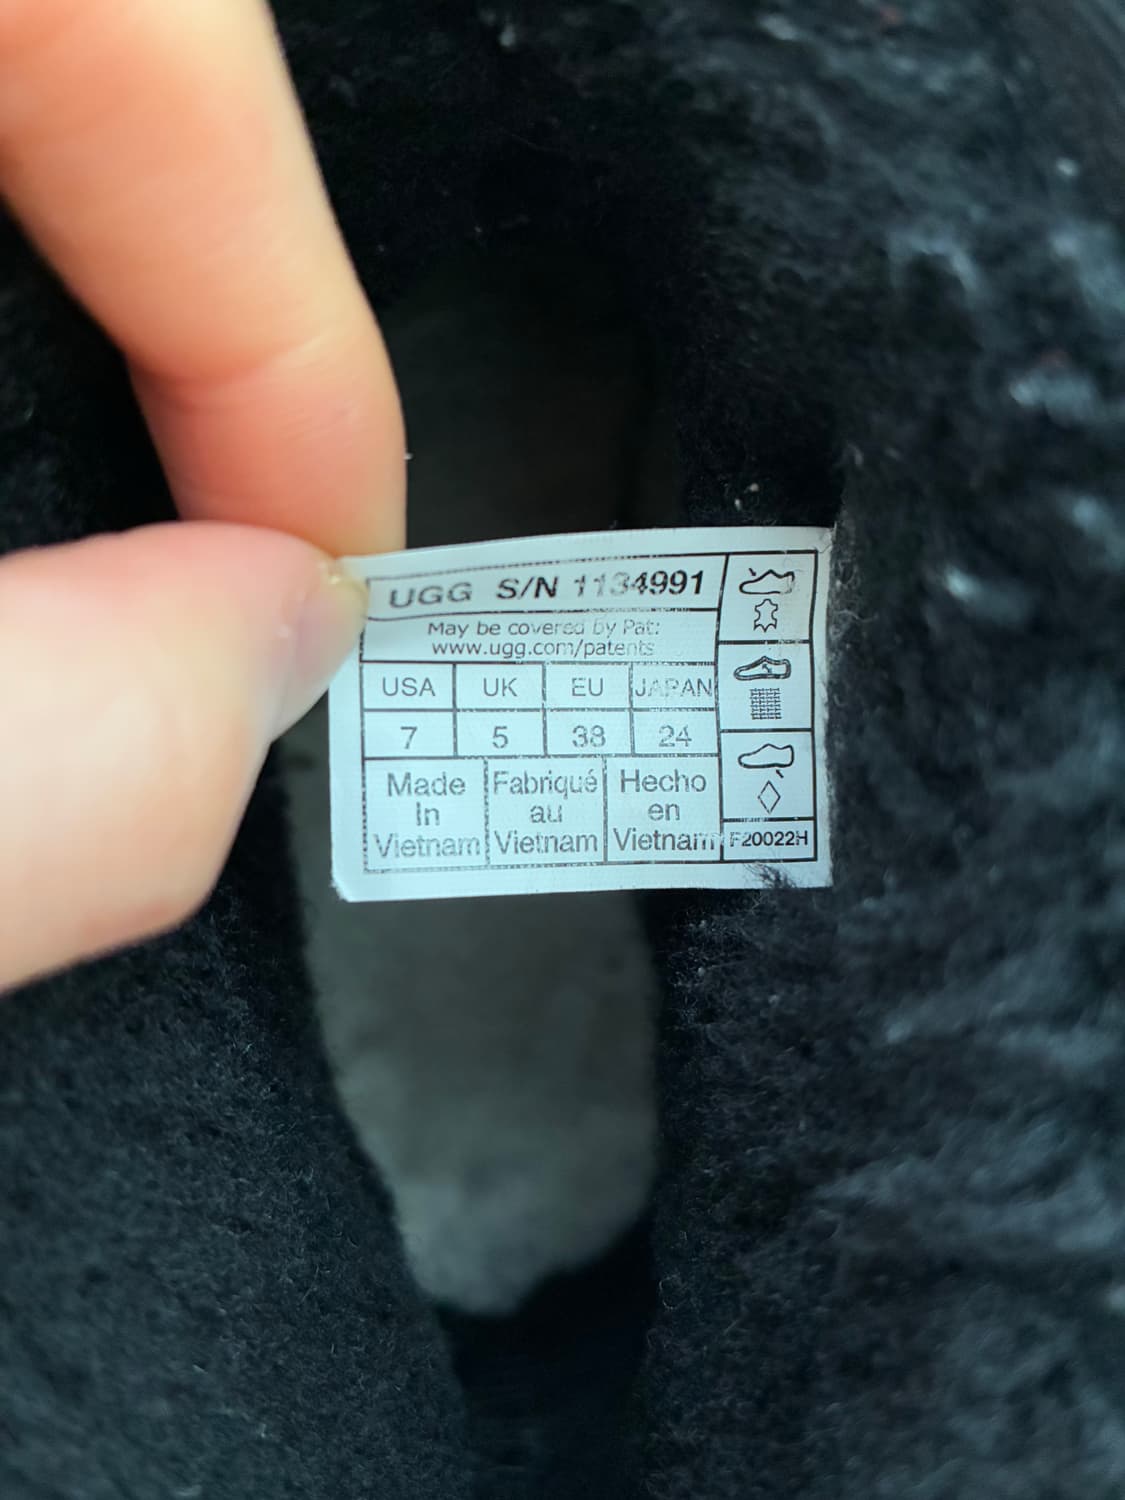 UGG S/N 1134991
May be covered by Pat:
www.ugg.com/patents
USA UK EU JAPAN
7 5 38 24
Made In Vietnam
Fabriqué au Vietnam
Hecho en Vietnam
F20022H